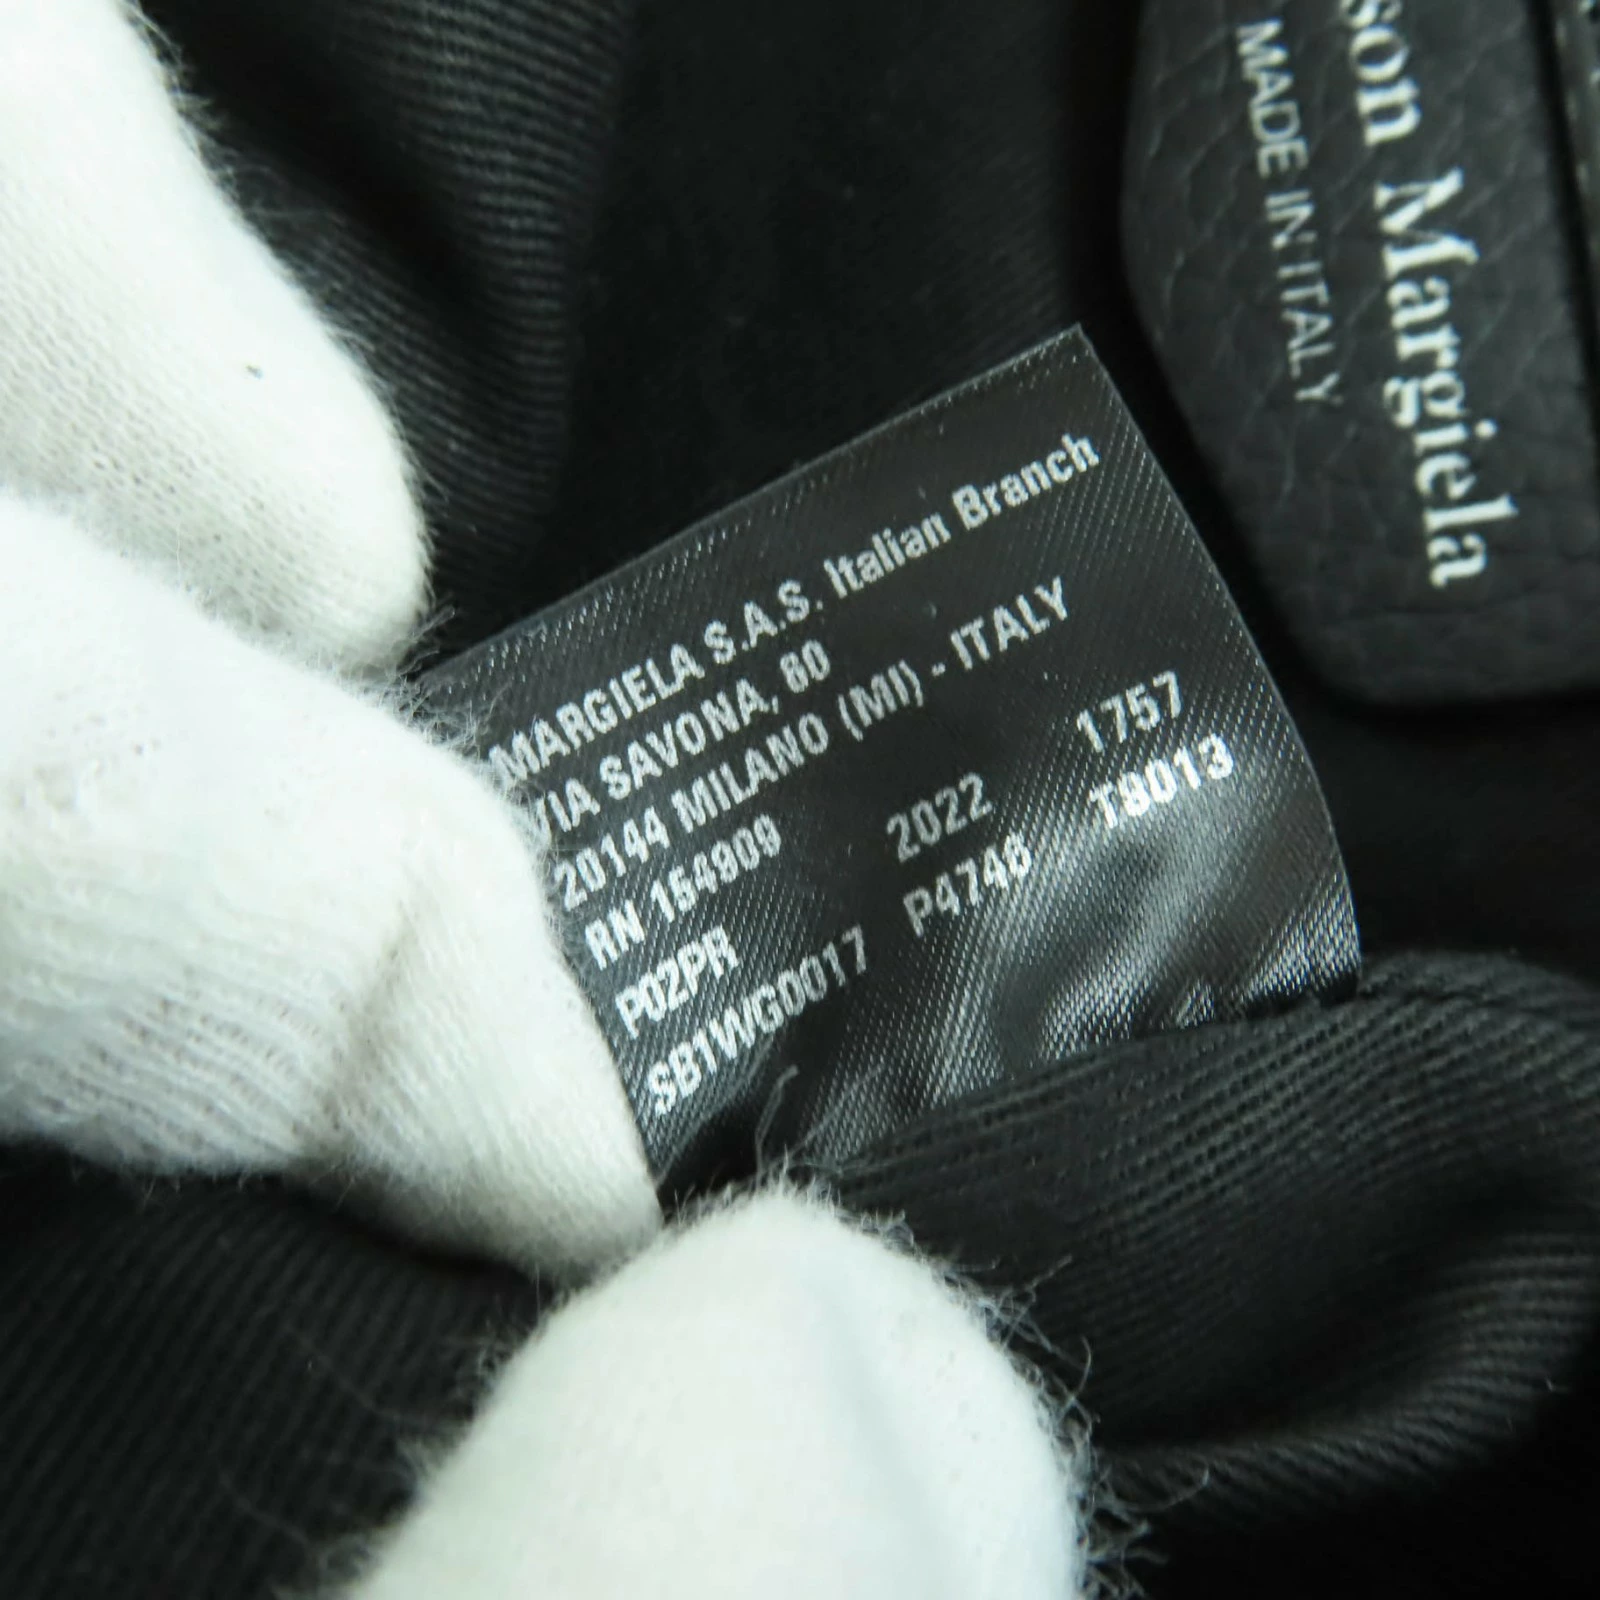 son Margiela
MADE IN ITALY
MARGIELA S.A.S. Italian Branch
VIA SAVONA, 80
20144 MILANO (MI) - ITALY
RN 154909
P02PR 2022 1757
SB1WG0017 P4746 T8013